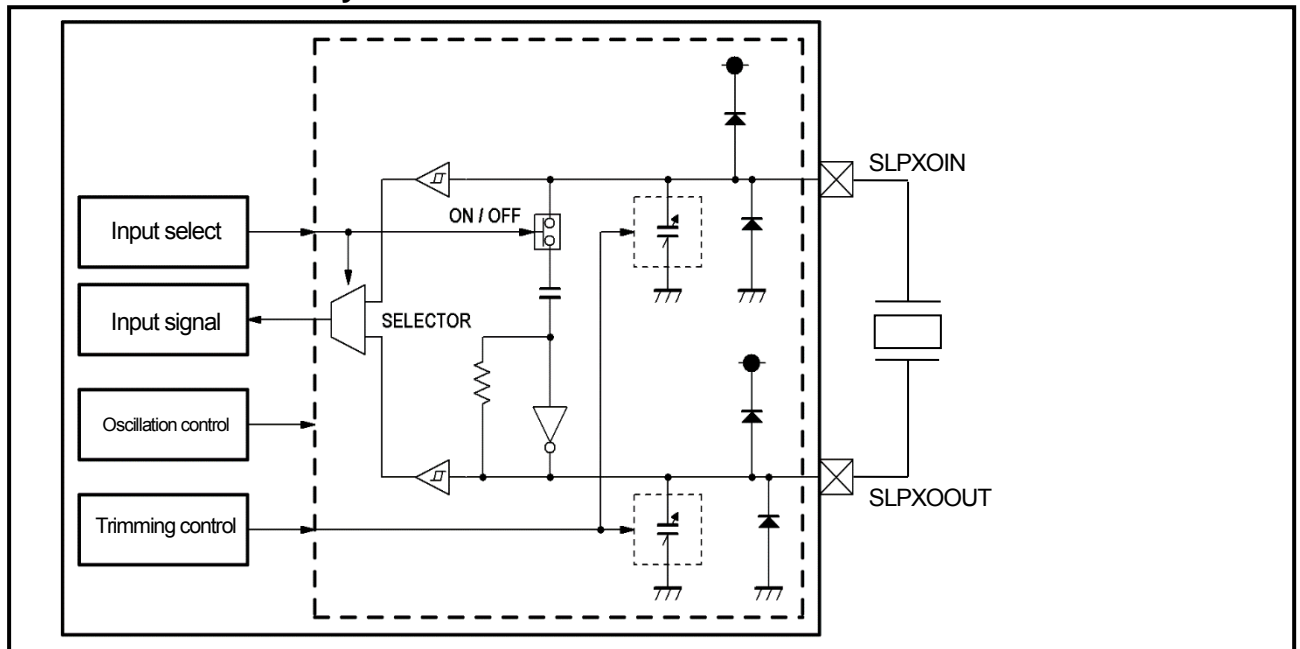 SLPXOIN
Input select
ON / OFF
Input signal
SELECTOR
Oscillation control
SLPXOOUT
Trimming control